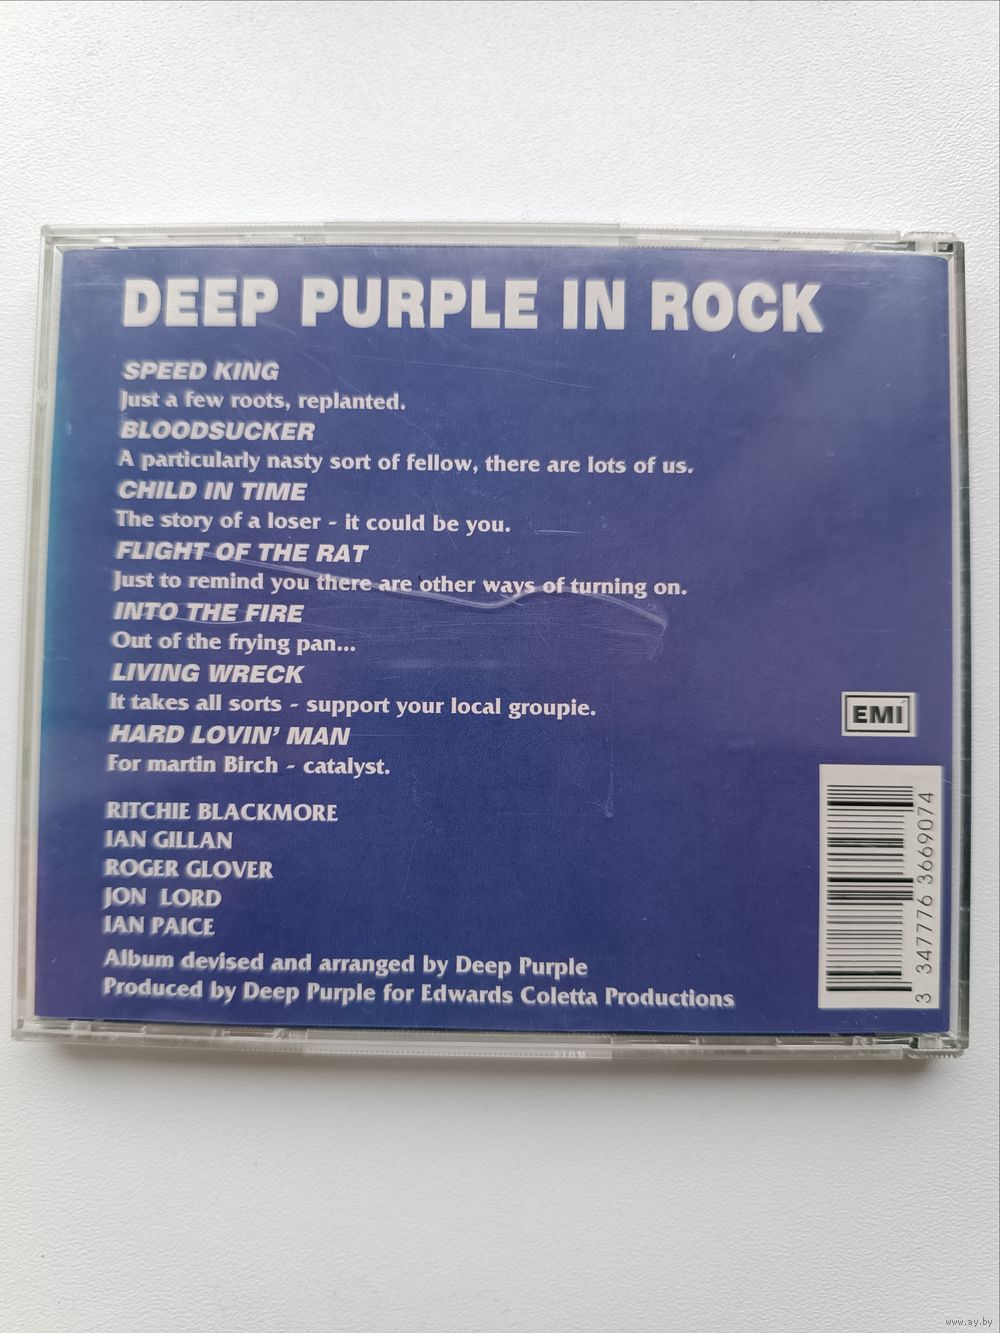 DEEP PURPLE IN ROCK
SPEED KING
Just a few roots, replanted.
BLOODSUCKER
A particularly nasty sort of fellow, there are lots of us.
CHILD IN TIME
The story of a loser - it could be you.
FLIGHT OF THE RAT
Just to remind you there are other ways of turning on.
INTO THE FIRE
Out of the frying pan...
LIVING WRECK
It takes all sorts - support your local groupie.
HARD LOVIN' MAN
For martin Birch - catalyst.
RITCHIE BLACKMORE
IAN GILLAN
ROGER GLOVER
JON LORD
IAN PAICE
Album devised and arranged by Deep Purple
Produced by Deep Purple for Edwards Coletta Productions
EMI
3 347776 3669074
www.ay.by